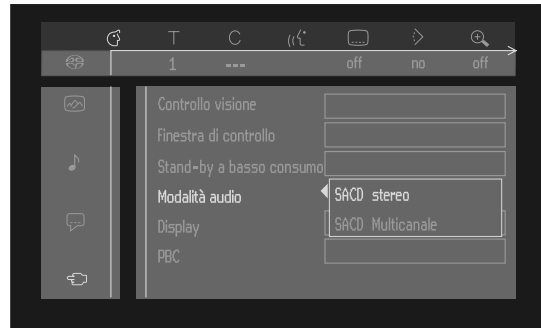 T C
1 --- off no off
Controllo visione
Finestra di controllo
Stand-by a basso consumo
Modalità audio
SACD stereo
SACD Multicanale
Display
PBC